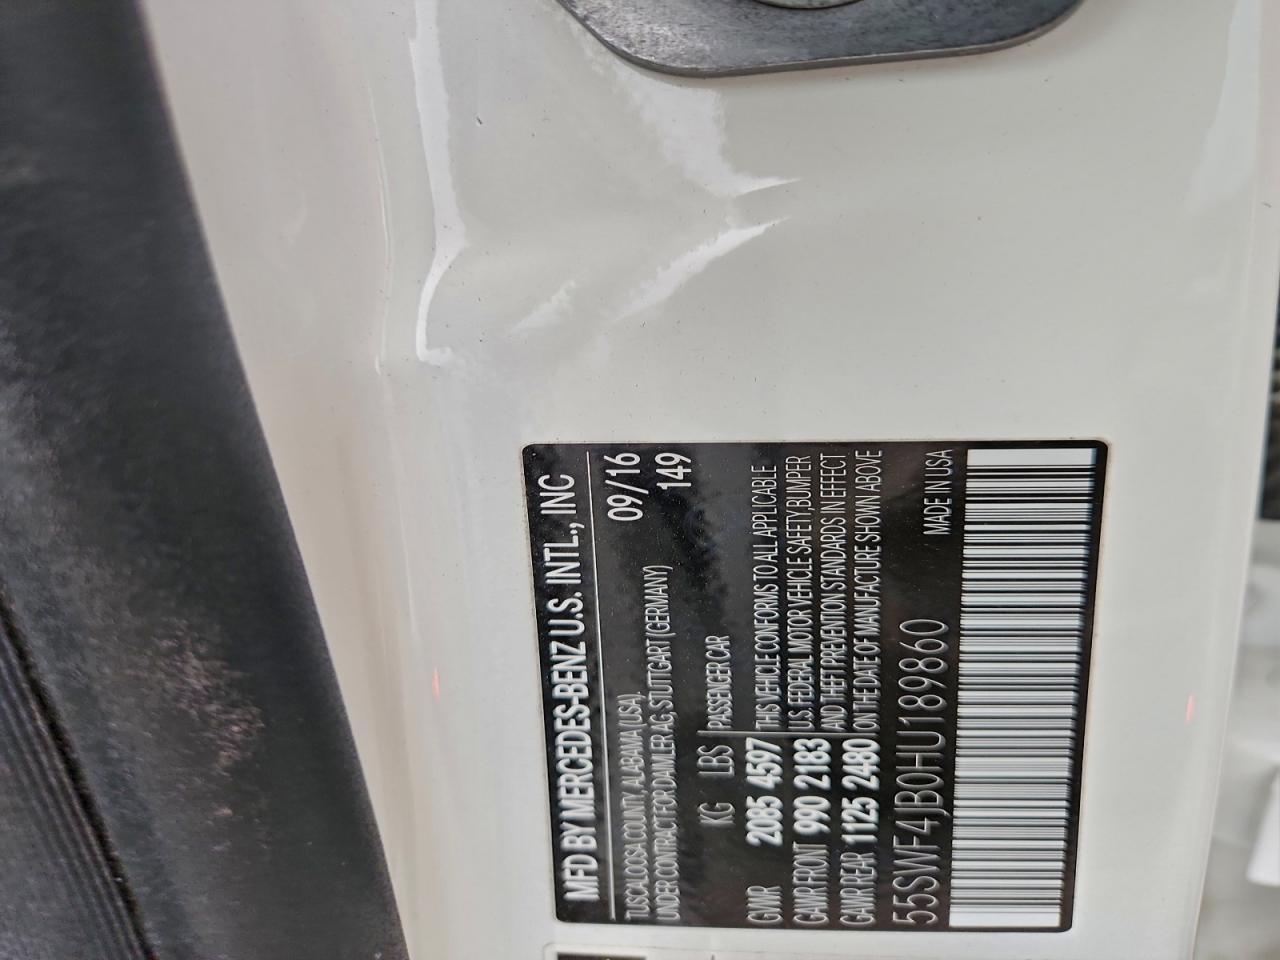 MFD BY MERCEDES-BENZ U.S. INTL., INC
TUSCALOOSA COUNTY, ALABAMA (USA). 09/16
UNDER CONTRACT FOR DAIMLER AG, STUTTGART (GERMANY) 149
KG LBS PASSENGER CAR
GVWR 2085 4597 THIS VEHICLE CONFORMS TO ALL APPLICABLE
GAWR FRONT 990 2183 U.S. FEDERAL MOTOR VEHICLE SAFETY, BUMPER
GAWR REAR 1125 2480 AND THEFT PREVENTION STANDARDS IN EFFECT
ON THE DATE OF MANUFACTURE SHOWN ABOVE
55SWF4JB0HU189860 MADE IN USA